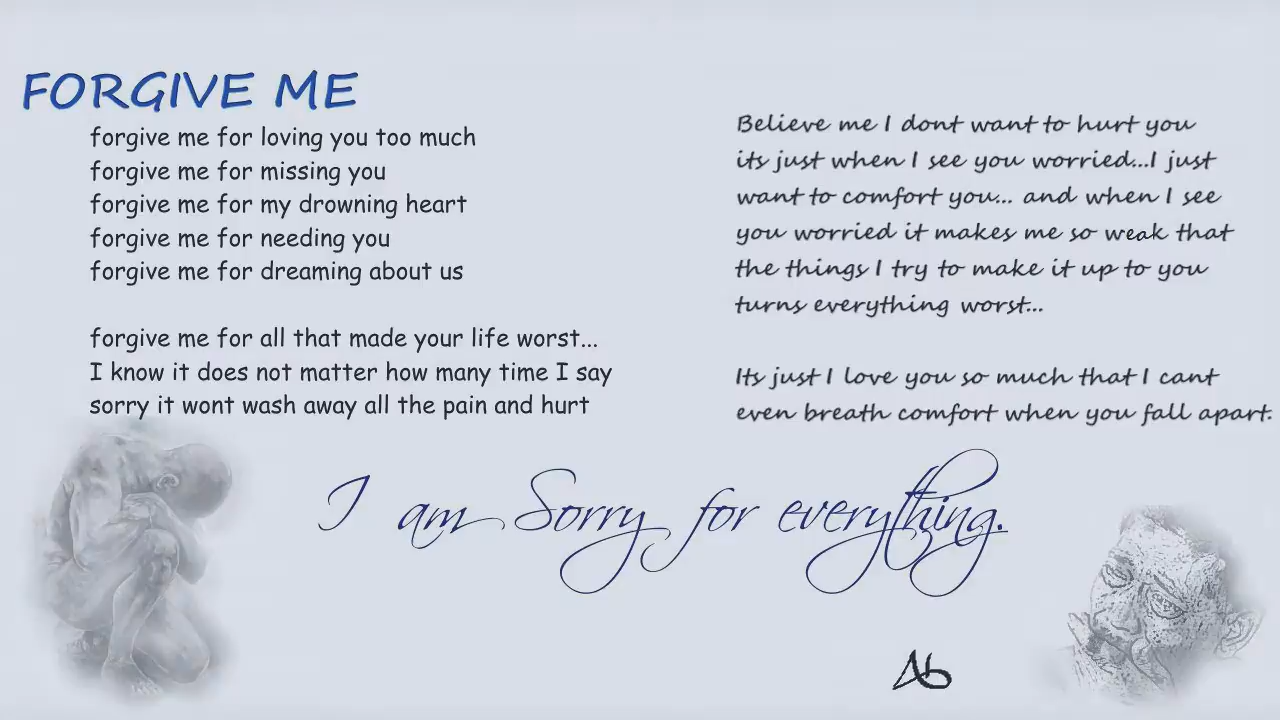 FORGIVE ME
forgive me for loving you too much
forgive me for missing you
forgive me for my drowning heart
forgive me for needing you
forgive me for dreaming about us
forgive me for all that made your life worst...
I know it does not matter how many time I say
sorry it wont wash away all the pain and hurt
Believe me I dont want to hurt you
its just when I see you worried...I just
want to comfort you... and when I see
you worried it makes me so weak that
the things I try to make it up to you
turns everything worst...
Its just I love you so much that I cant
even breath comfort when you fall apart.
I am Sorry for everything.
Ab